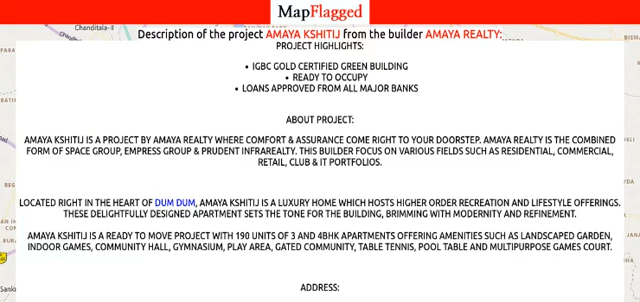 MapFlagged
Chanditala-II
Description of the project AMAYA KSHITIJ from the builder AMAYA REALTY:
PROJECT HIGHLIGHTS:
• IGBC GOLD CERTIFIED GREEN BUILDING
• READY TO OCCUPY
• LOANS APPROVED FROM ALL MAJOR BANKS
ABOUT PROJECT:
AMAYA KSHITIJ IS A PROJECT BY AMAYA REALTY WHERE COMFORT & ASSURANCE COME RIGHT TO YOUR DOORSTEP. AMAYA REALTY IS THE COMBINED
FORM OF SPACE GROUP, EMPRESS GROUP & PRUDENT INFRAREALTY. THIS BUILDER FOCUS ON VARIOUS FIELDS SUCH AS RESIDENTIAL, COMMERCIAL,
RETAIL, CLUB & IT PORTFOLIOS.
LOCATED RIGHT IN THE HEART OF DUM DUM, AMAYA KSHITIJ IS A LUXURY HOME WHICH HOSTS HIGHER ORDER RECREATION AND LIFESTYLE OFFERINGS.
THESE DELIGHTFULLY DESIGNED APARTMENT SETS THE TONE FOR THE BUILDING, BRIMMING WITH MODERNITY AND REFINEMENT.
AMAYA KSHITIJ IS A READY TO MOVE PROJECT WITH 190 UNITS OF 3 AND 4BHK APARTMENTS OFFERING AMENITIES SUCH AS LANDSCAPED GARDEN,
INDOOR GAMES, COMMUNITY HALL, GYMNASIUM, PLAY AREA, GATED COMMUNITY, TABLE TENNIS, POOL TABLE AND MULTIPURPOSE GAMES COURT.
ADDRESS: